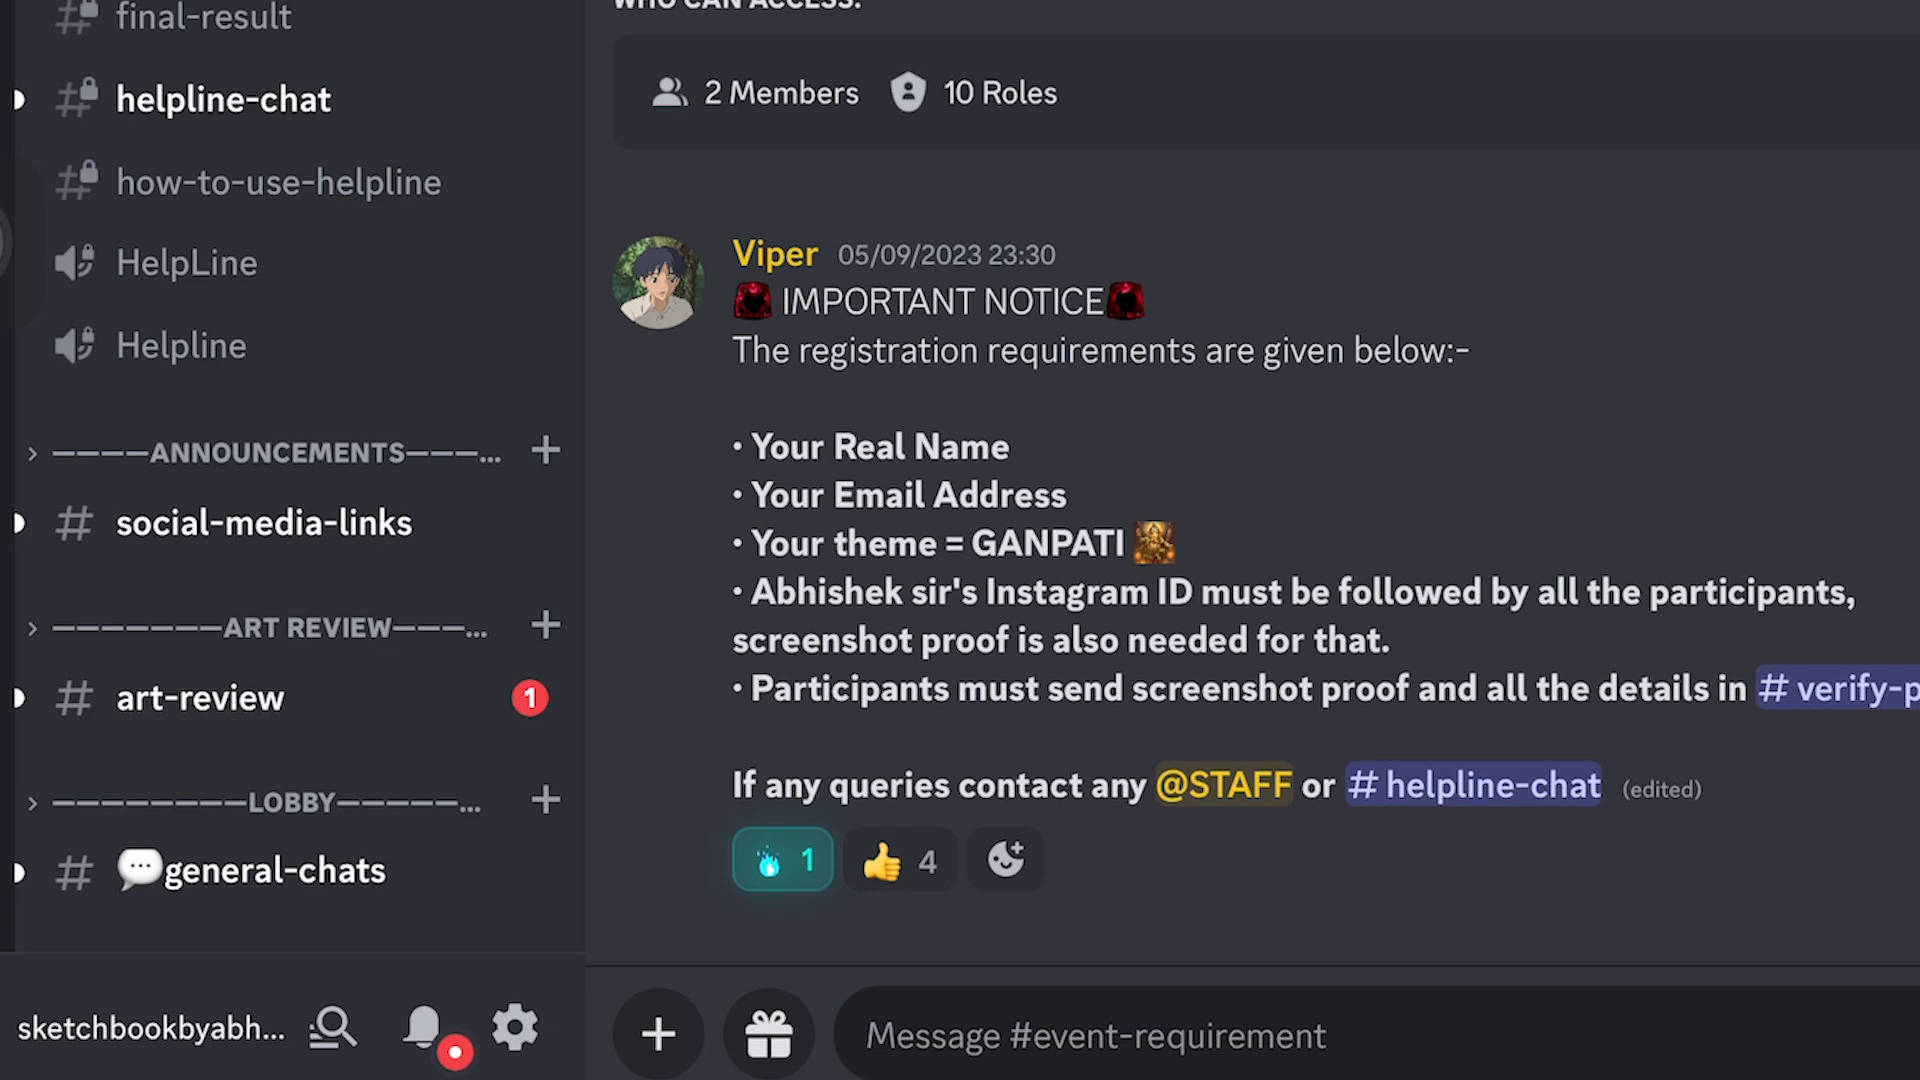 final-result
helpline-chat
how-to-use-helpline
HelpLine
Helpline
————ANNOUNCEMENTS———...
social-media-links
———————ART REVIEW———...
art-review
1
————————LOBBY—————...
general-chats
sketchbookbyabh...
WHO CAN ACCESS:
2 Members 10 Roles
Viper 05/09/2023 23:30
IMPORTANT NOTICE
The registration requirements are given below:-
• Your Real Name
• Your Email Address
• Your theme = GANPATI
• Abhishek sir's Instagram ID must be followed by all the participants,
screenshot proof is also needed for that.
• Participants must send screenshot proof and all the details in # verify-p
If any queries contact any @STAFF or # helpline-chat (edited)
1 4
Message #event-requirement